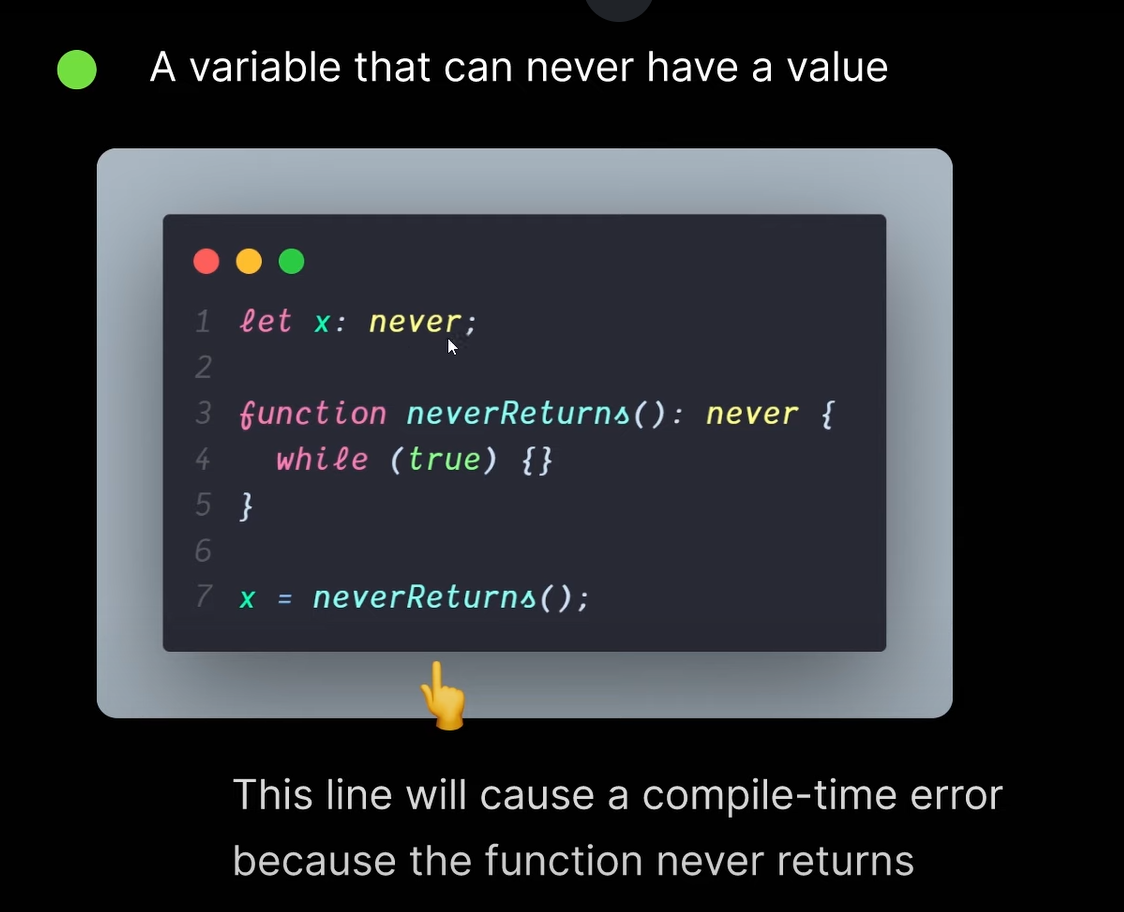 A variable that can never have a value
1 let x: never;
2
3 function neverReturns(): never {
4   while (true) {}
5 }
6
7 x = neverReturns();
This line will cause a compile-time error
because the function never returns